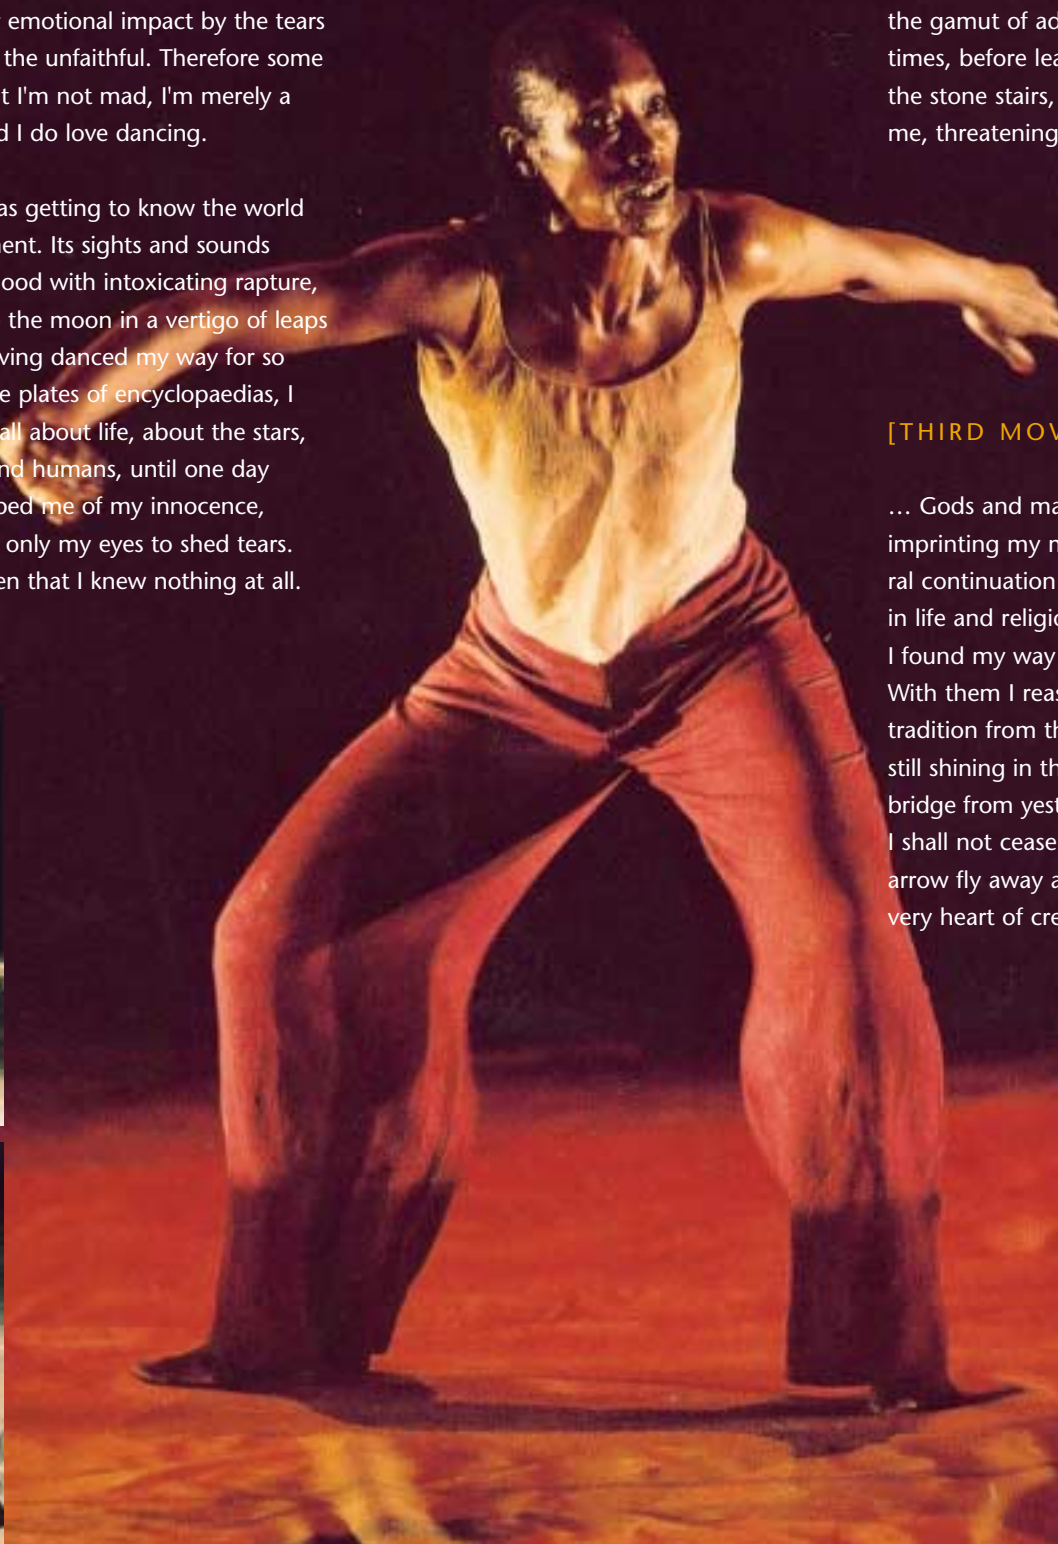 emotional impact by the tears
the unfaithful. Therefore some
t I'm not mad, I'm merely a
d I do love dancing.
as getting to know the world
ent. Its sights and sounds
ood with intoxicating rapture,
the moon in a vertigo of leaps
ving danced my way for so
e plates of encyclopaedias, I
all about life, about the stars,
nd humans, until one day
bed me of my innocence,
only my eyes to shed tears.
en that I knew nothing at all.
the gamut of ad
times, before lea
the stone stairs,
me, threatening
[THIRD MOV
… Gods and ma
imprinting my m
ral continuation
in life and religio
I found my way
With them I reas
tradition from th
still shining in th
bridge from yest
I shall not cease
arrow fly away a
very heart of cre